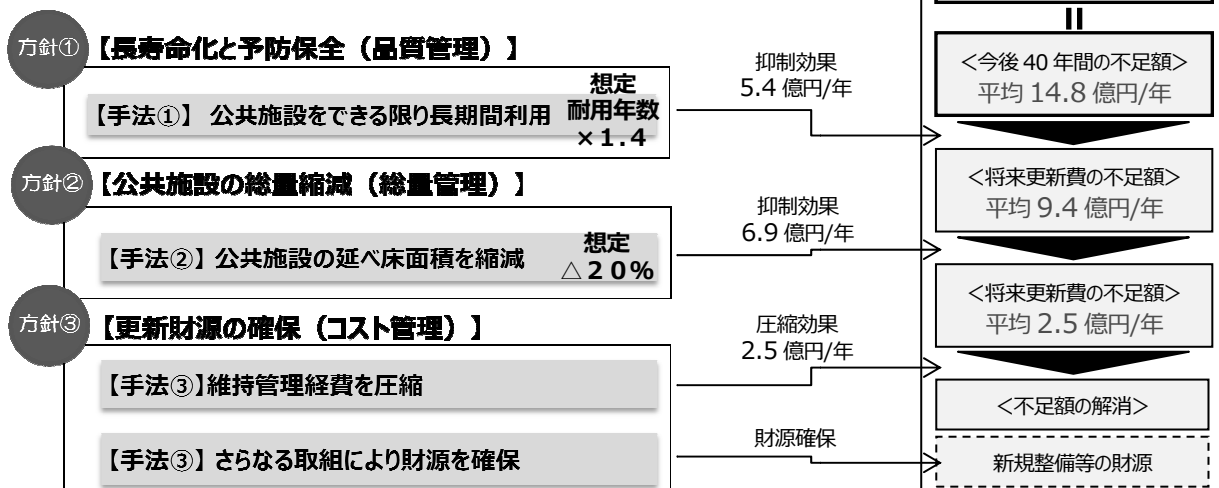 方針①
【長寿命化と予防保全（品質管理）】
【手法①】 公共施設をできる限り長期間利用
想定
耐用年数
×1.4
抑制効果
5.4 億円/年
＜今後 40 年間の不足額＞
平均 14.8 億円/年
方針②
【公共施設の総量縮減（総量管理）】
【手法②】 公共施設の延べ床面積を縮減
想定
△２０％
抑制効果
6.9 億円/年
＜将来更新費の不足額＞
平均 9.4 億円/年
方針③
【更新財源の確保（コスト管理）】
【手法③】維持管理経費を圧縮
圧縮効果
2.5 億円/年
＜将来更新費の不足額＞
平均 2.5 億円/年
＜不足額の解消＞
【手法③】 さらなる取組により財源を確保
財源確保
新規整備等の財源